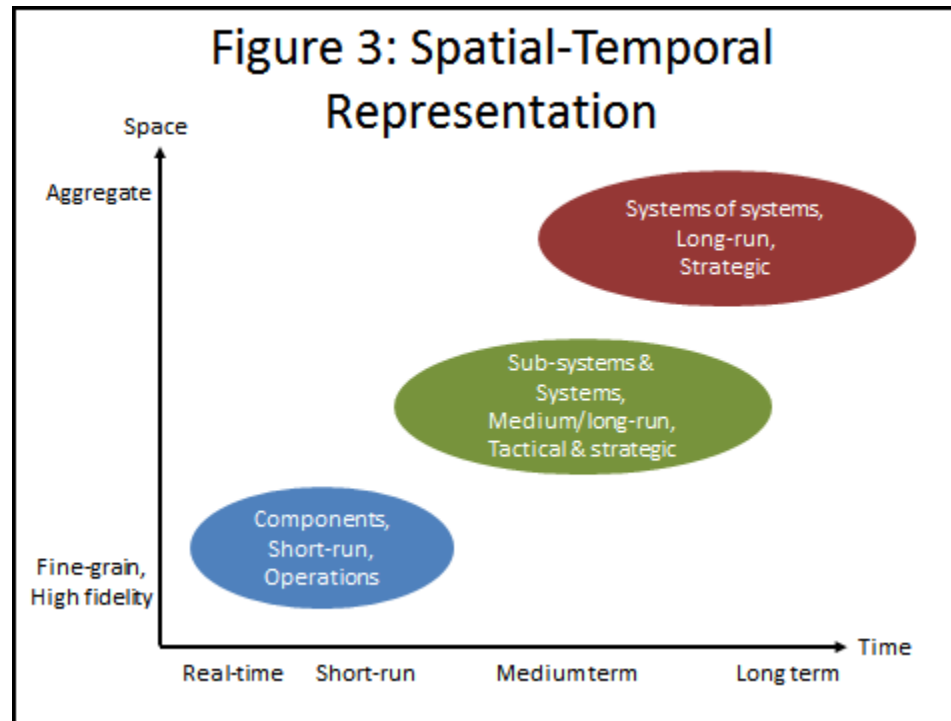 Figure 3: Spatial-Temporal
Representation
Space
Aggregate
Systems of systems,
Long-run,
Strategic
Sub-systems &
Systems,
Medium/long-run,
Tactical & strategic
Components,
Short-run,
Operations
Fine-grain,
High fidelity
Time
Real-time Short-run Medium term Long term